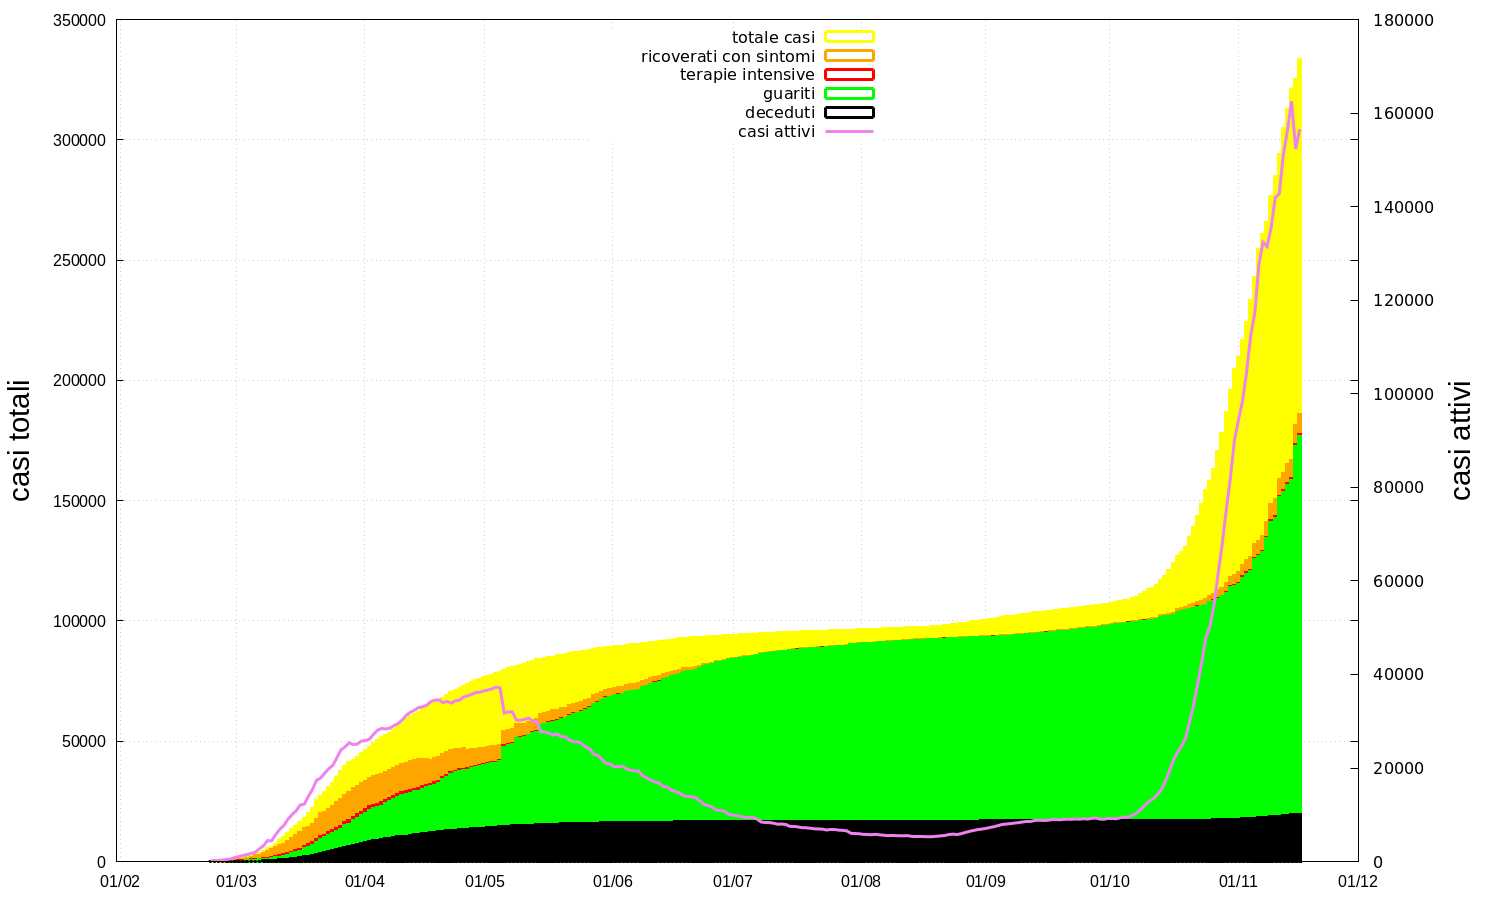 350000
300000
250000
200000
150000
100000
50000
0
casi totali
totale casi
ricoverati con sintomi
terapie intensive
guariti
deceduti
casi attivi
180000
160000
140000
120000
100000
80000
60000
40000
20000
0
casi attivi
01/02 01/03 01/04 01/05 01/06 01/07 01/08 01/09 01/10 01/11 01/12